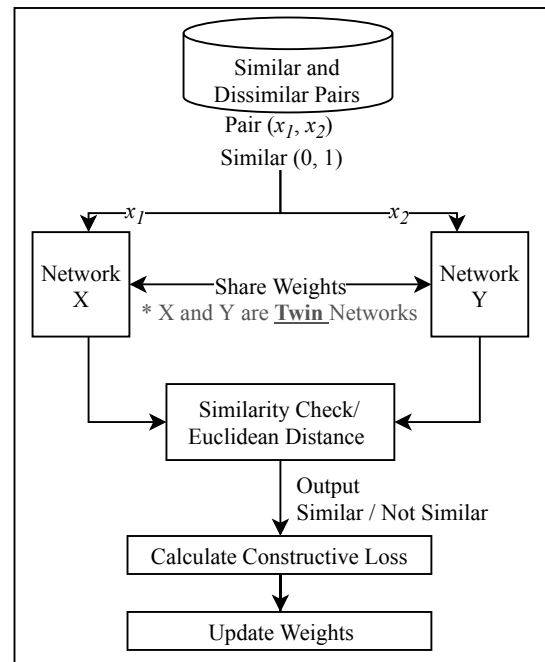 Similar and
Dissimilar Pairs
Pair (x1, x2)
Similar (0, 1)
x1
x2
Network
X
Share Weights
* X and Y are Twin Networks
Network
Y
Similarity Check/
Euclidean Distance
Output
Similar / Not Similar
Calculate Constructive Loss
Update Weights